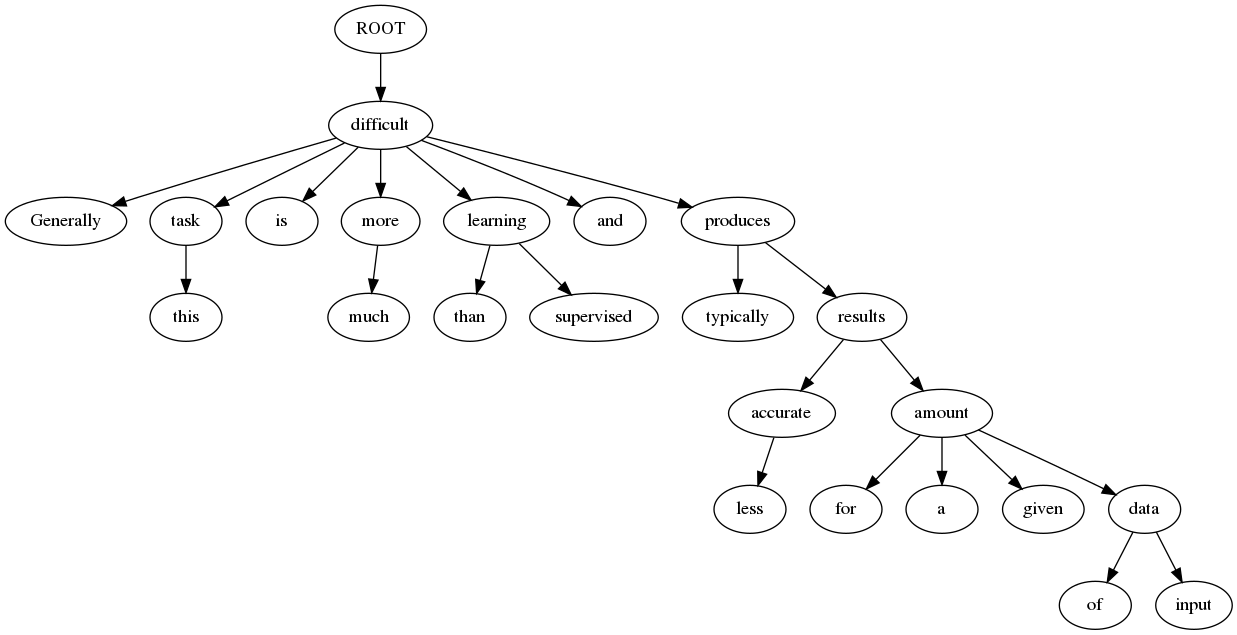 ROOT
difficult
Generally task is more learning and produces
this much than supervised typically results
accurate amount
less for a given data
of input